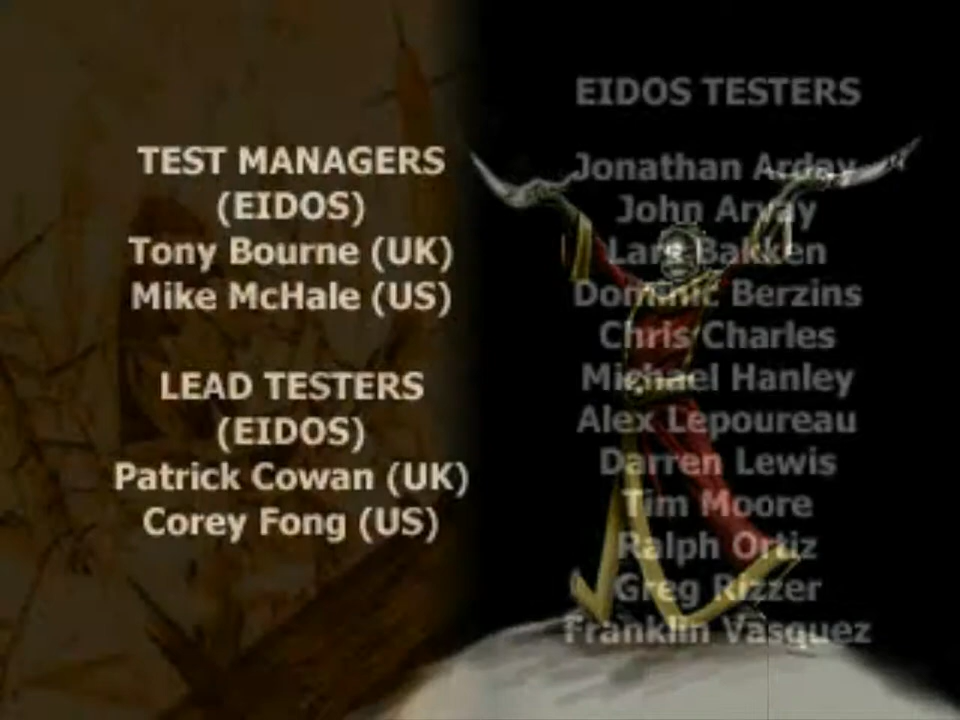 TEST MANAGERS
(EIDOS)
Tony Bourne (UK)
Mike McHale (US)
LEAD TESTERS
(EIDOS)
Patrick Cowan (UK)
Corey Fong (US)
EIDOS TESTERS
Jonathan Arday
John Arvay
Lars Bakken
Dominic Berzins
Chris Charles
Michael Hanley
Alex Lepoureau
Darren Lewis
Tim Moore
Ralph Ortiz
Greg Rizzer
Franklin Vasquez